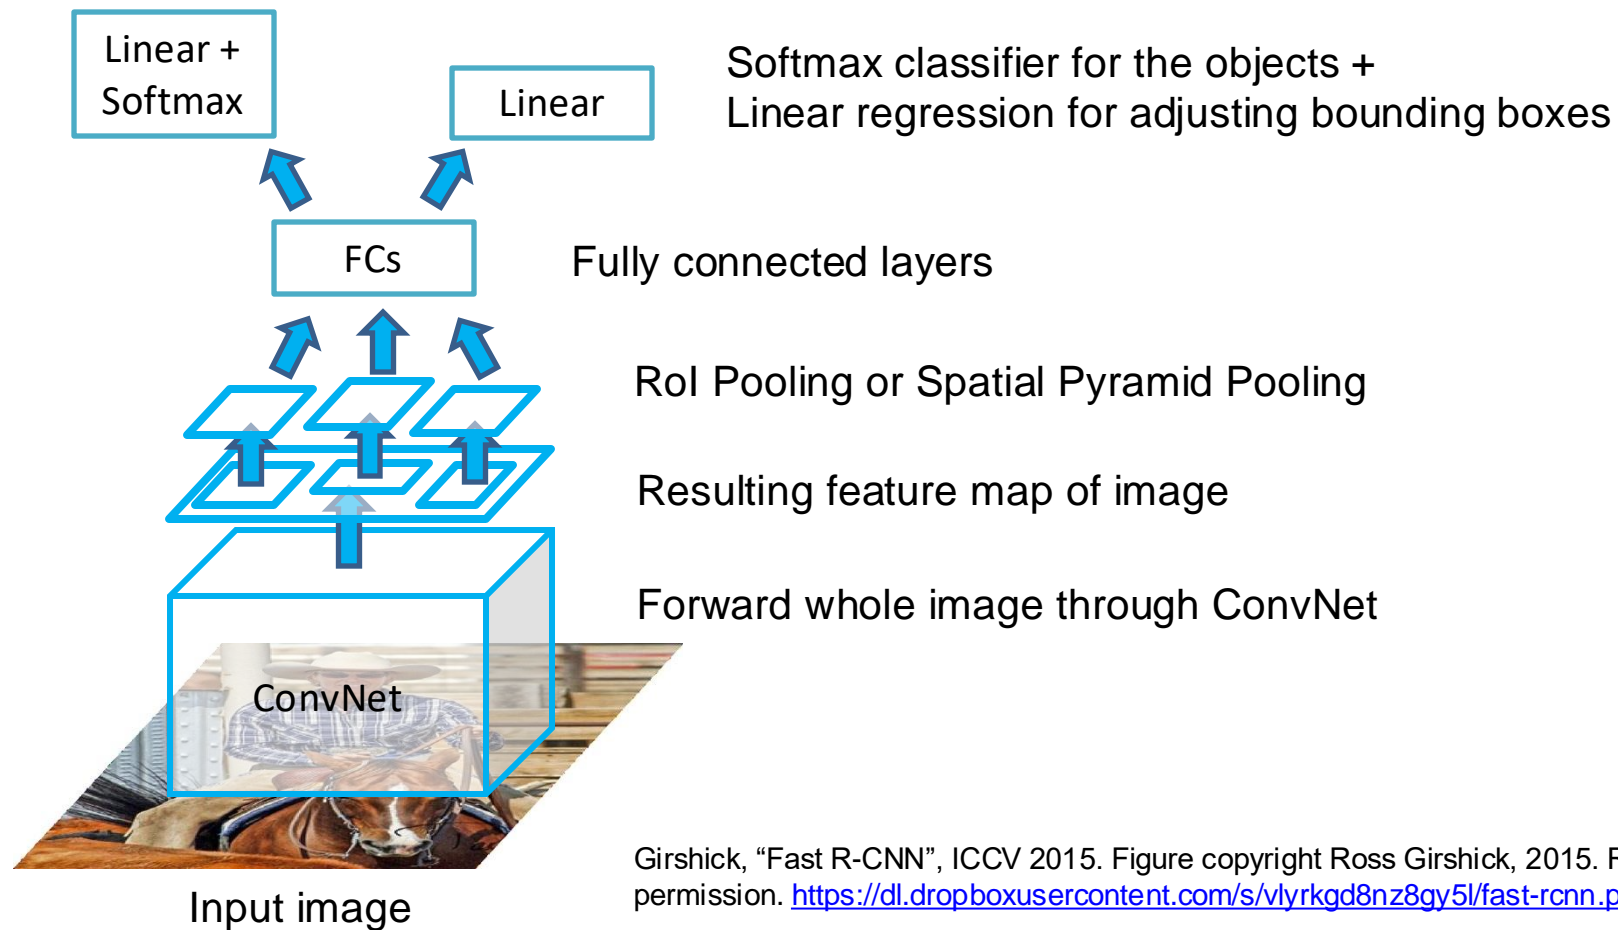 Linear +
Softmax
Linear
Softmax classifier for the objects +
Linear regression for adjusting bounding boxes
FCs
Fully connected layers
RoI Pooling or Spatial Pyramid Pooling
Resulting feature map of image
Forward whole image through ConvNet
ConvNet
Girshick, “Fast R-CNN”, ICCV 2015. Figure copyright Ross Girshick, 2015.
permission. https://dl.dropboxusercontent.com/s/vlyrkgd8nz8gy5l/fast-rcnn.p
Input image